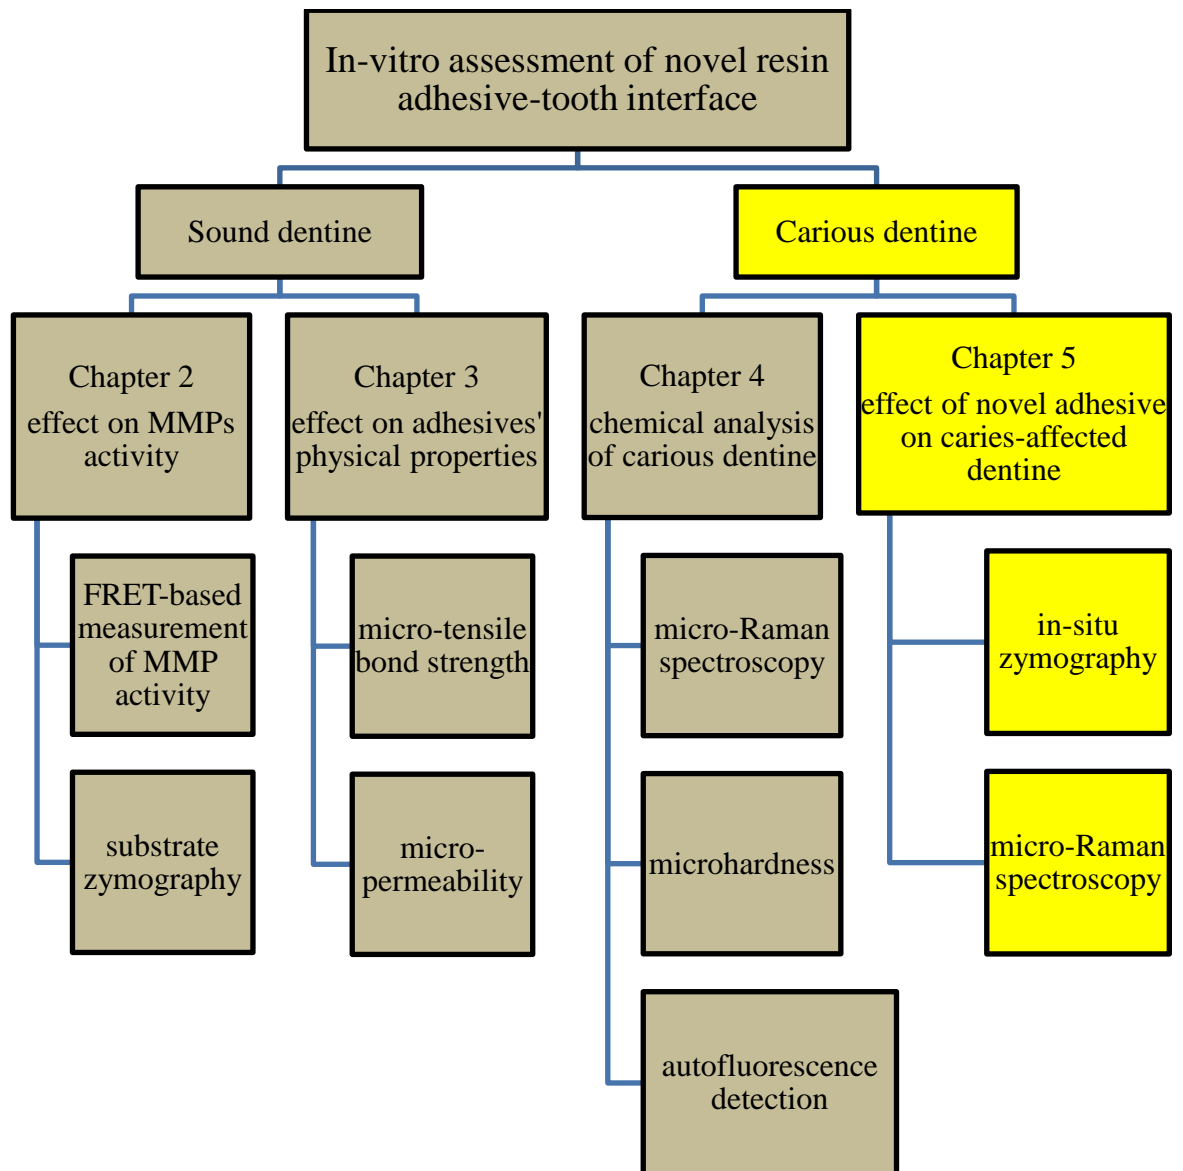 In-vitro assessment of novel resin
adhesive-tooth interface
Sound dentine
Carious dentine
Chapter 2
effect on MMPs
activity
Chapter 3
effect on adhesives'
physical properties
Chapter 4
chemical analysis
of carious dentine
Chapter 5
effect of novel adhesive
on caries-affected
dentine
FRET-based
measurement
of MMP
activity
micro-tensile
bond strength
micro-Raman
spectroscopy
in-situ
zymography
substrate
zymography
micro-
permeability
microhardness
micro-Raman
spectroscopy
autofluorescence
detection